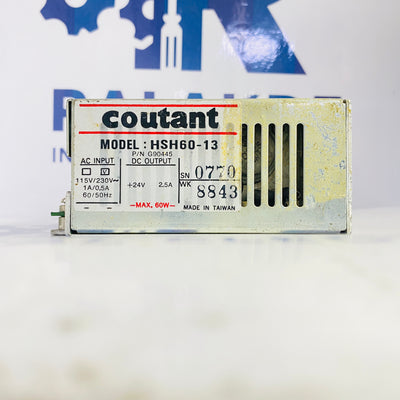 coutant
MODEL : HSH60-13
P/N G90445
AC INPUT DC OUTPUT
115V/230V~ +24V 2.5A
1A/0.5A
60/50Hz
SN 0770
WK 8843
—MAX. 60W— MADE IN TAIWAN